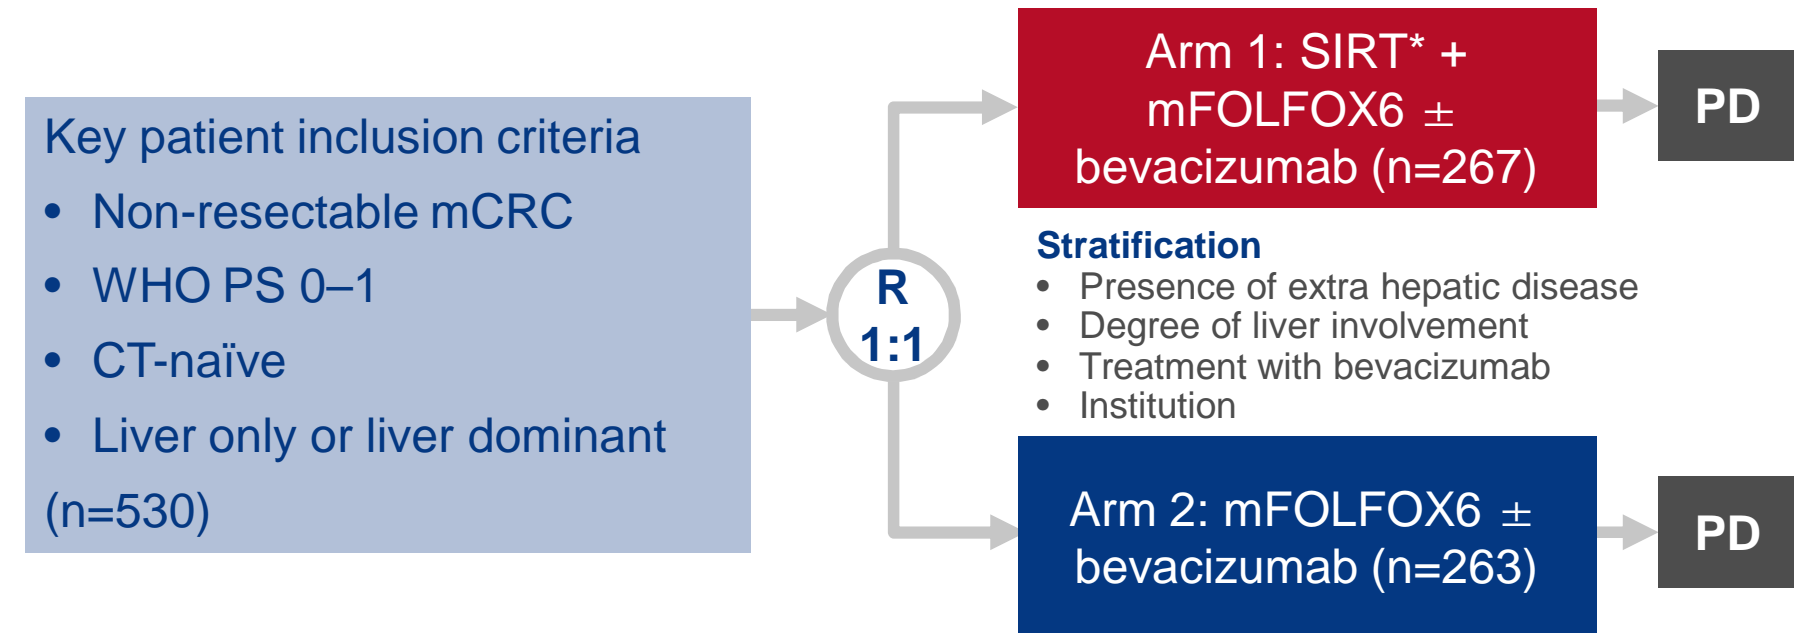 Key patient inclusion criteria
• Non-resectable mCRC
• WHO PS 0–1
• CT-naïve
• Liver only or liver dominant
(n=530)
R
1:1
Arm 1: SIRT* +
mFOLFOX6 ±
bevacizumab (n=267)
PD
Stratification
• Presence of extra hepatic disease
• Degree of liver involvement
• Treatment with bevacizumab
• Institution
Arm 2: mFOLFOX6 ±
bevacizumab (n=263)
PD